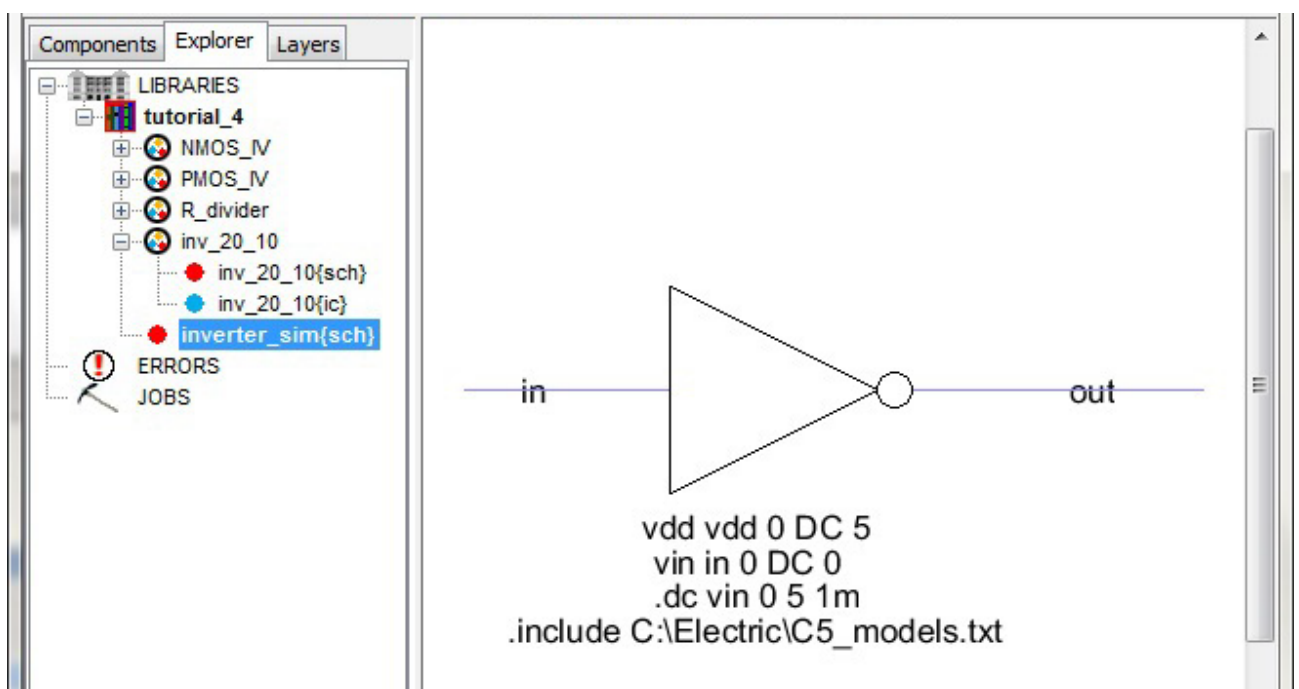 Components Explorer Layers
LIBRARIES
tutorial_4
NMOS_IV
PMOS_IV
R_divider
inv_20_10
inv_20_10{sch}
inv_20_10{ic}
inverter_sim{sch}
ERRORS
JOBS
in
out
vdd vdd 0 DC 5
vin in 0 DC 0
.dc vin 0 5 1m
.include C:\Electric\C5_models.txt